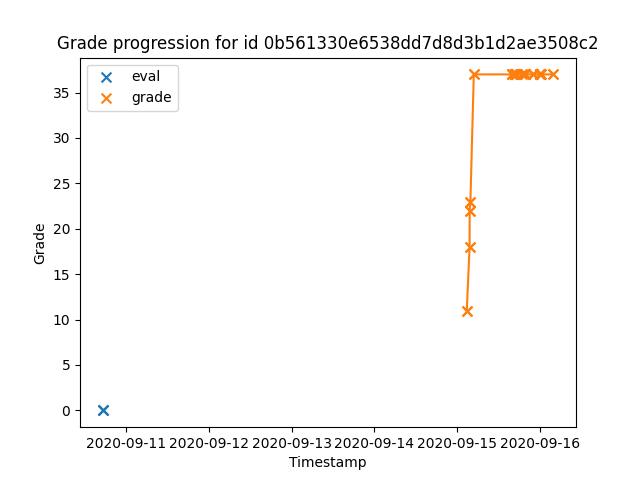 Grade progression for id 0b561330e6538dd7d8d3b1d2ae3508c2
eval
grade
Grade
35
30
25
20
15
10
5
0
2020-09-11 2020-09-12 2020-09-13 2020-09-14 2020-09-15 2020-09-16
Timestamp